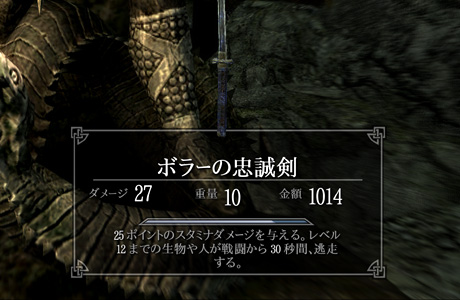 ボラーの忠誠剣
ダメージ 27 重量 10 金額 1014
25 ポイントのスタミナダメージを与える。レベル
12 までの生物や人が戦闘から 30 秒間、逃走
する。